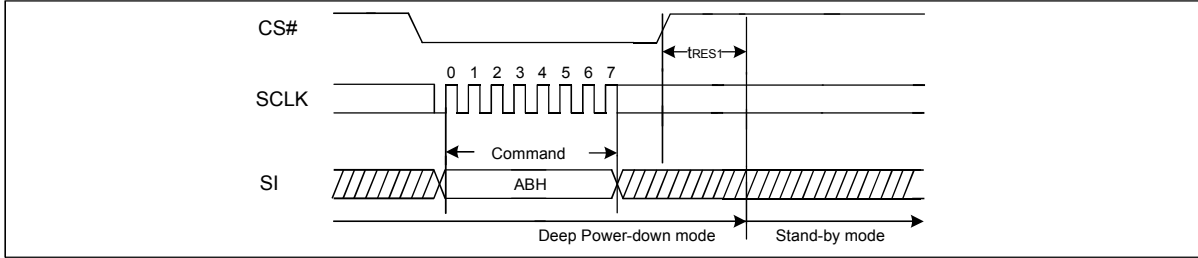 CS#
tRES1
0 1 2 3 4 5 6 7
SCLK
Command
SI
ABH
Deep Power-down mode Stand-by mode